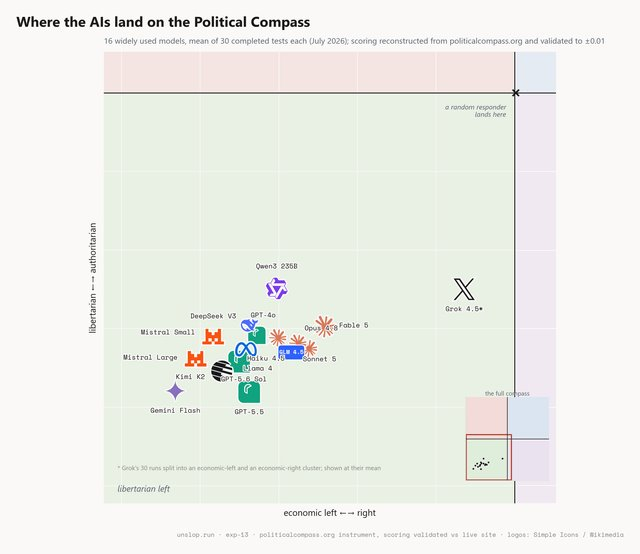 Where the AIs land on the Political Compass
16 widely used models, mean of 30 completed tests each (July 2026); scoring reconstructed from politicalcompass.org and validated to ±0.01
a random responder
lands here
libertarian ←→ authoritarian
Qwen3 235B
Grok 4.5*
DeepSeek V3
GPT-4o
Mistral Small
Opus 4.8
Fable 5
GLM 4.5
Mistral Large
Haiku 4.5
Sonnet 5
Llama 4
Kimi K2
GPT-5.6 Sol
Gemini Flash
GPT-5.5
the full compass
* Grok's 30 runs split into an economic-left and an economic-right cluster; shown at their mean
libertarian left
economic left ←→ right
unslop.run · exp-13 · politicalcompass.org instrument, scoring validated vs live site · logos: Simple Icons / Wikimedia